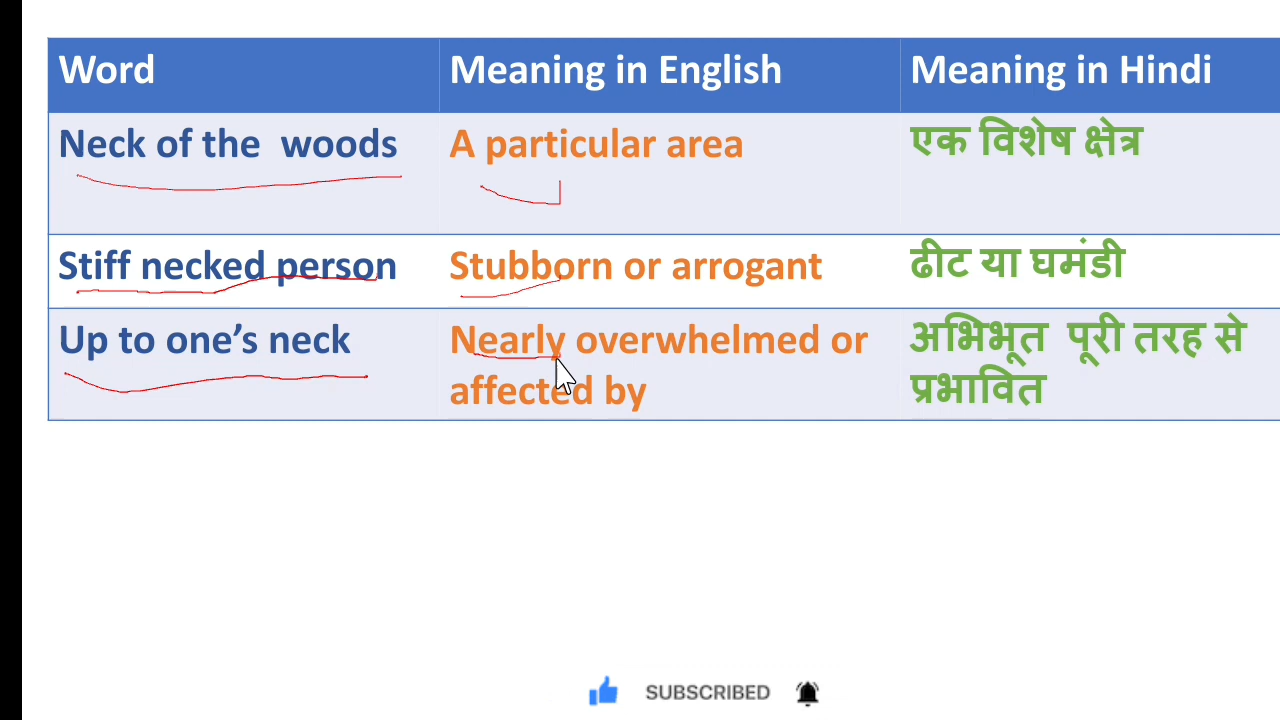 Word Meaning in English Meaning in Hindi
Neck of the woods A particular area एक विशेष क्षेत्र
Stiff necked person Stubborn or arrogant ढीट या घमंडी
Up to one’s neck Nearly overwhelmed or अभिभूत पूरी तरह से
affected by प्रभावित
SUBSCRIBED